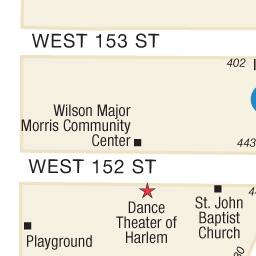 WEST 153 ST
402
Wilson Major
Morris Community
Center
443
WEST 152 ST
Dance
Theater of
Harlem
St. John
Baptist
Church
Playground